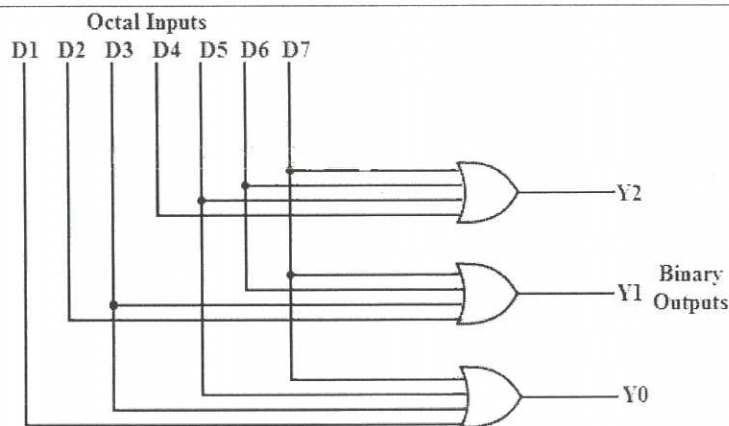 Octal Inputs
D1 D2 D3 D4 D5 D6 D7
Y2
Y1
Binary
Outputs
Y0